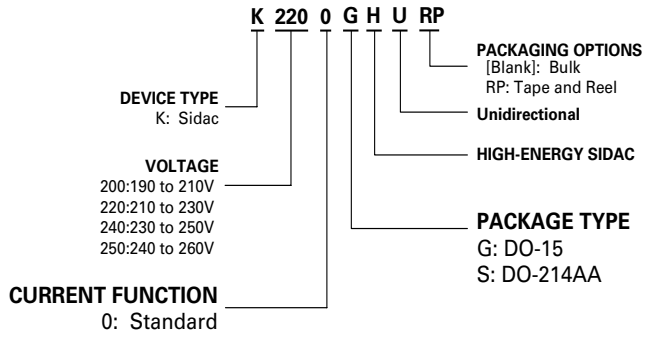 K 220 0 G H U RP
PACKAGING OPTIONS
[Blank]: Bulk
RP: Tape and Reel
Unidirectional
HIGH-ENERGY SIDAC
PACKAGE TYPE
G: DO-15
S: DO-214AA
DEVICE TYPE
K: Sidac
VOLTAGE
200:190 to 210V
220:210 to 230V
240:230 to 250V
250:240 to 260V
CURRENT FUNCTION
0: Standard